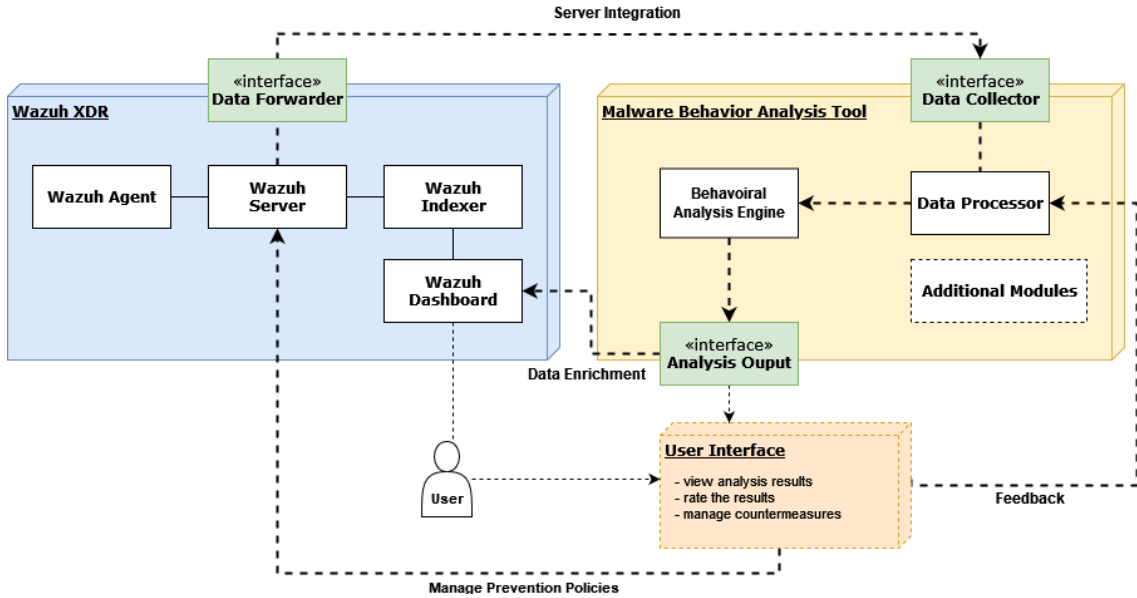 Server Integration
«interface»
Data Forwarder
«interface»
Data Collector
Wazuh XDR
Malware Behavior Analysis Tool
Wazuh Agent
Wazuh
Server
Wazuh
Indexer
Behavoiral
Analysis Engine
Data Processor
Wazuh
Dashboard
Additional Modules
«interface»
Analysis Ouput
Data Enrichment
User Interface
- view analysis results
- rate the results
- manage countermeasures
User
Feedback
Manage Prevention Policies